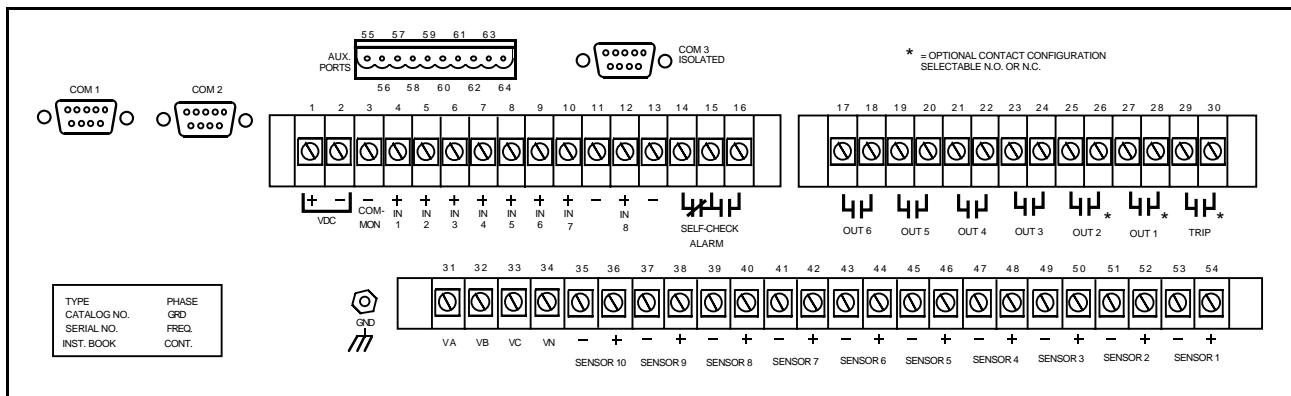 55 57 59 61 63
AUX.
PORTS
56 58 60 62 64
COM 3
ISOLATED
* = OPTIONAL CONTACT CONFIGURATION
SELECTABLE N.O. OR N.C.
COM 1
COM 2
1 2 3 4 5 6 7 8 9 10 11 12 13 14 15 16
17 18 19 20 21 22 23 24 25 26 27 28 29 30
+ − − + + + + + + + − + −
VDC
COM-
MON
IN
1
IN
2
IN
3
IN
4
IN
5
IN
6
IN
7
IN
8
SELF-CHECK
ALARM
OUT 6
OUT 5
OUT 4
OUT 3
OUT 2 *
OUT 1 *
TRIP *
TYPE PHASE
CATALOG NO. GRD
SERIAL NO. FREQ.
INST. BOOK CONT.
GND
31 32 33 34 35 36 37 38 39 40 41 42 43 44 45 46 47 48 49 50 51 52 53 54
VA VB VC VN − + − + − + − + − + − + − + − + − + − +
SENSOR 10 SENSOR 9 SENSOR 8 SENSOR 7 SENSOR 6 SENSOR 5 SENSOR 4 SENSOR 3 SENSOR 2 SENSOR 1